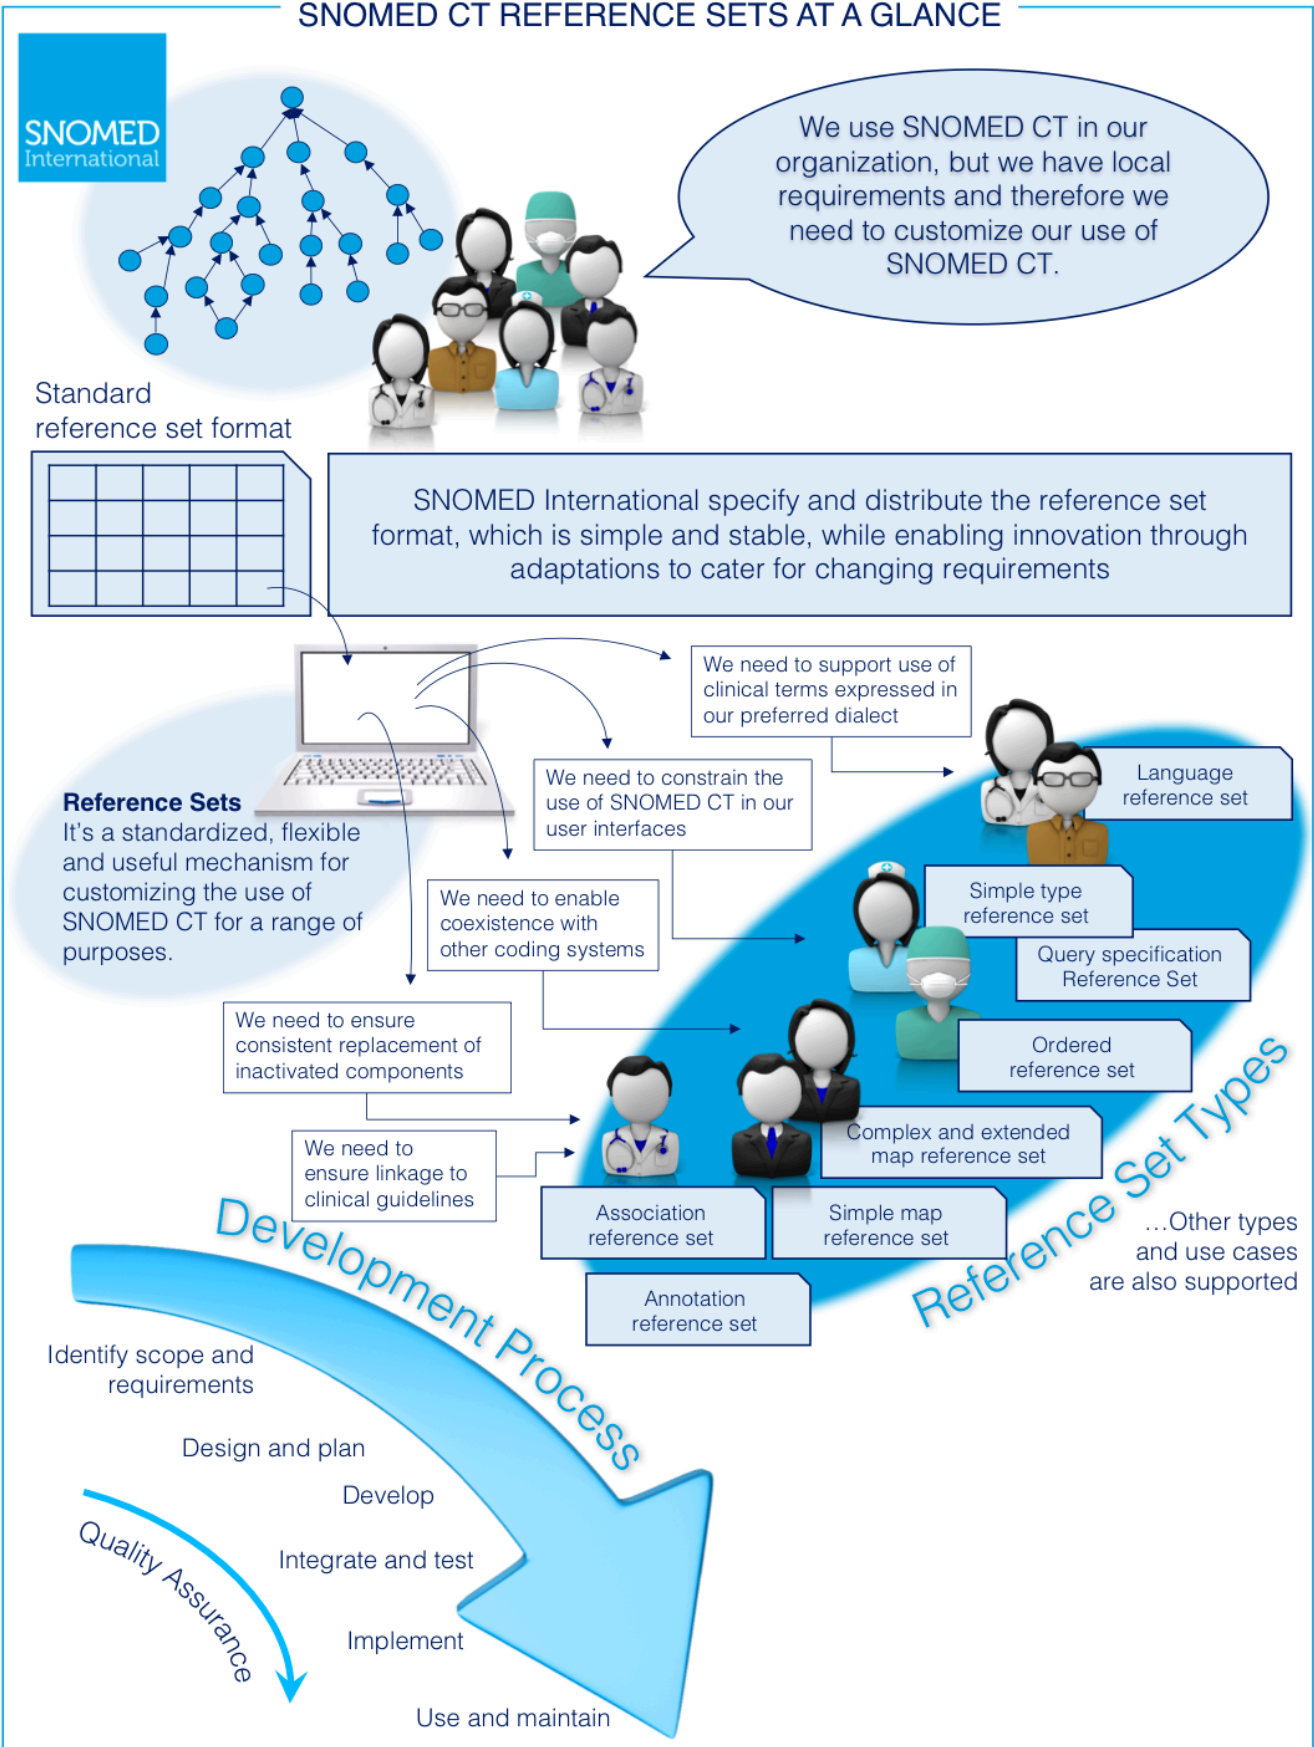 SNOMED CT REFERENCE SETS AT A GLANCE
SNOMED
International
We use SNOMED CT in our
organization, but we have local
requirements and therefore we
need to customize our use of
SNOMED CT.
Standard
reference set format
SNOMED International specify and distribute the reference set
format, which is simple and stable, while enabling innovation through
adaptations to cater for changing requirements
We need to support use of
clinical terms expressed in
our preferred dialect
Language
reference set
We need to constrain the
use of SNOMED CT in our
user interfaces
Reference Sets
It's a standardized, flexible
and useful mechanism for
customizing the use of
SNOMED CT for a range of
purposes.
Simple type
reference set
We need to enable
coexistence with
other coding systems
Query specification
Reference Set
We need to ensure
consistent replacement of
inactivated components
Ordered
reference set
We need to
ensure linkage to
clinical guidelines
Complex and extended
map reference set
Association
reference set
Simple map
reference set
Annotation
reference set
Reference Set Types
...Other types
and use cases
are also supported
Development Process
Identify scope and
requirements
Design and plan
Develop
Integrate and test
Implement
Use and maintain
Quality Assurance